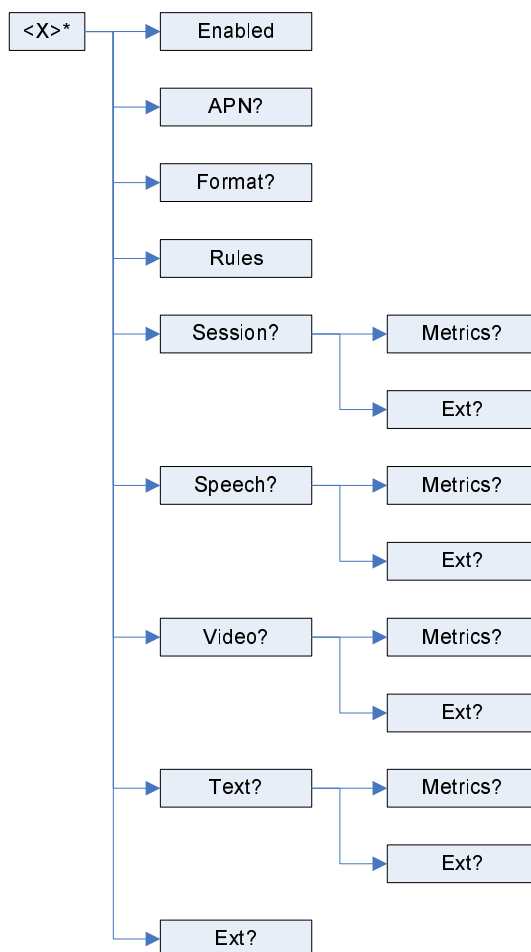 <X>*
Enabled
APN?
Format?
Rules
Session?
Metrics?
Ext?
Speech?
Metrics?
Ext?
Video?
Metrics?
Ext?
Text?
Metrics?
Ext?
Ext?